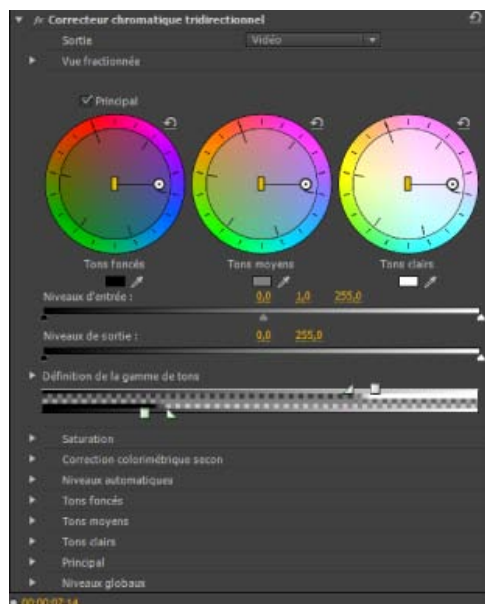 fx Correcteur chromatique tridirectionnel
Sortie Vidéo
Vue fractionnée
Principal
Tons foncés Tons moyens Tons clairs
Niveaux d'entrée : 0,0 1,0 255,0
Niveaux de sortie : 0,0 255,0
Définition de la gamme de tons
Saturation
Correction colorimétrique secon
Niveaux automatiques
Tons foncés
Tons moyens
Tons clairs
Principal
Niveaux globaux
00:00:07:14